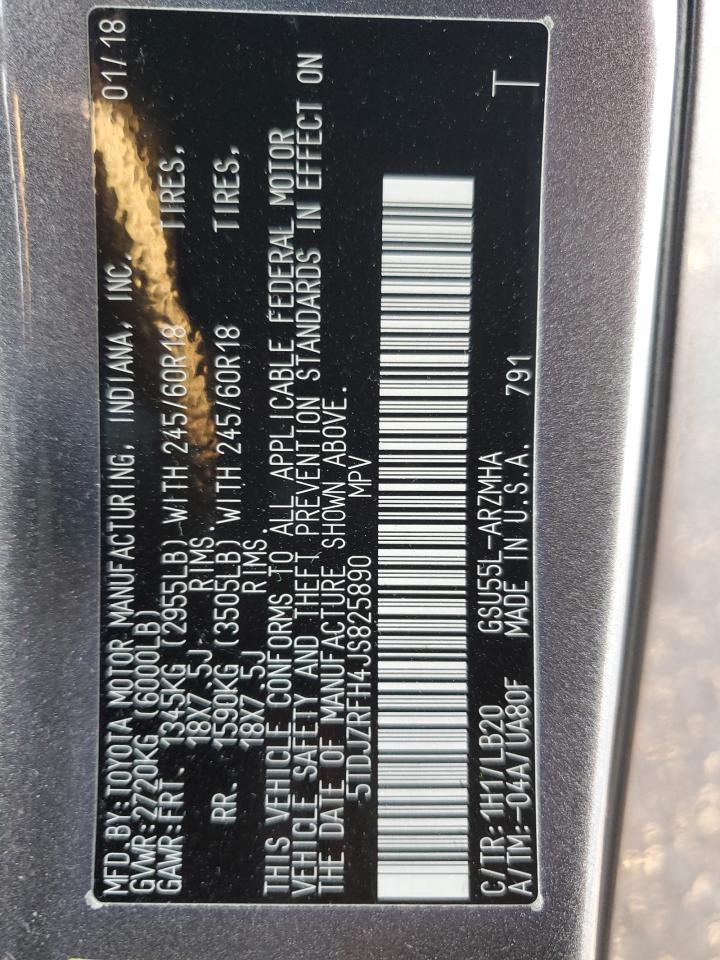 MFD.BY:TOYOTA MOTOR MANUFACTURING, INDIANA, INC. 01/18
GVWR:2720KG (6000LB)
GAWR:FRT. 1345KG (2955LB) WITH 245/60R18 TIRES,
18X7.5J RIMS.
RR. 1590KG (3505LB) WITH 245/60R18 TIRES,
18X7.5J RIMS.
THIS VEHICLE CONFORMS TO ALL APPLICABLE FEDERAL MOTOR
VEHICLE SAFETY AND THEFT PREVENTION STANDARDS IN EFFECT ON
THE DATE OF MANUFACTURE SHOWN ABOVE.
5TDJZRFH4JS825890 MPV
C/TR:1H1/LB20 GSU55L-ARZMHA
A/TM:-04A/UA80F MADE IN U.S.A. 791 T